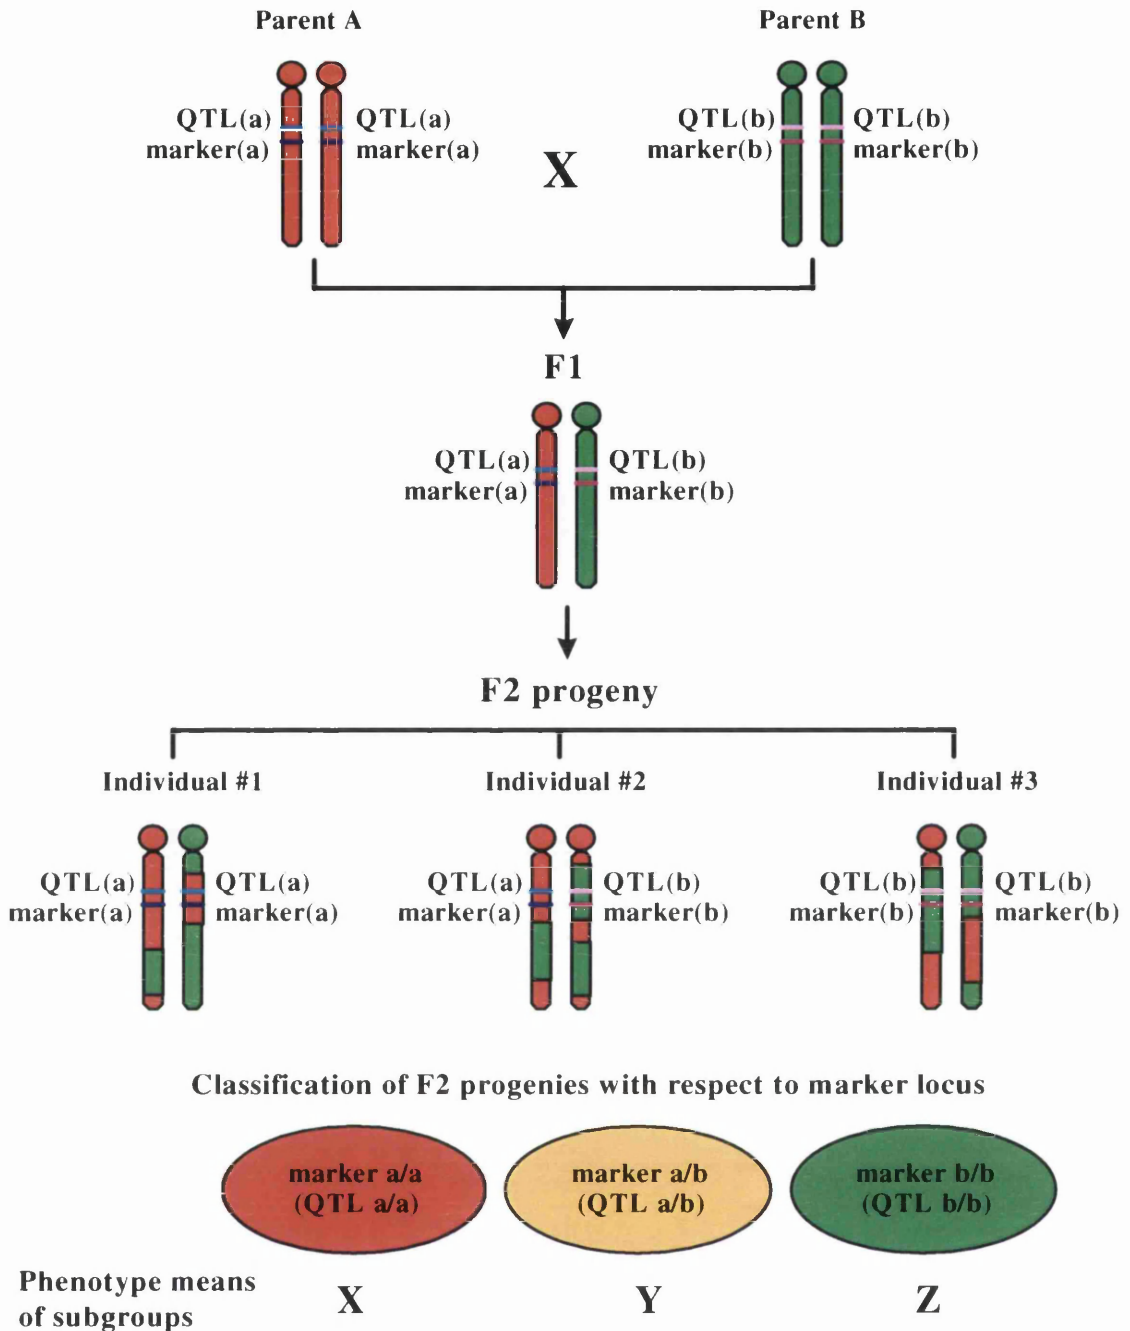 Parent A
Parent B
QTL(a) QTL(a) QTL(b) QTL(b)
marker(a) marker(a) marker(b) marker(b)
X
F1
QTL(a) QTL(b)
marker(a) marker(b)
F2 progeny
Individual #1 Individual #2 Individual #3
QTL(a) QTL(a) QTL(a) QTL(b) QTL(b) QTL(b)
marker(a) marker(a) marker(a) marker(b) marker(b) marker(b)
Classification of F2 progenies with respect to marker locus
marker a/a marker a/b marker b/b
(QTL a/a) (QTL a/b) (QTL b/b)
Phenotype means
of subgroups
X Y Z